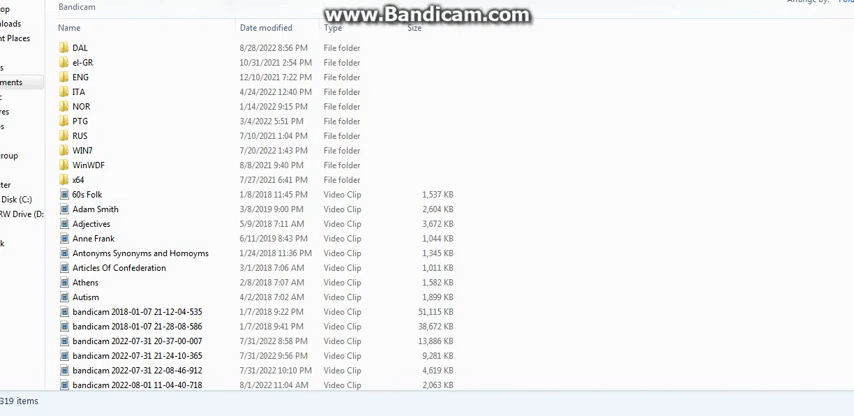 op
www.Bandicam.com
Arrange by:
Bandicam
nloads
Name Date modified Type Size
nt Places
DAL 8/28/2022 8:56 PM File folder
el-GR 10/31/2021 2:54 PM File folder
s
ENG 12/10/2021 7:22 PM File folder
ments
ITA 4/24/2022 12:40 PM File folder
c
NOR 1/14/2022 9:15 PM File folder
res
PTG 3/4/2022 5:51 PM File folder
os
RUS 7/10/2021 1:04 PM File folder
WIN7 7/20/2022 1:43 PM File folder
group
WinWDF 8/8/2021 9:40 PM File folder
x64 7/27/2021 6:41 PM File folder
uter
60s Folk 1/8/2018 11:45 PM Video Clip 1,537 KB
Disk (C:)
Adam Smith 3/8/2019 9:00 PM Video Clip 2,604 KB
RW Drive (D:
Adjectives 5/9/2018 7:11 AM Video Clip 3,672 KB
Anne Frank 6/11/2019 8:43 PM Video Clip 1,044 KB
k
Antonyms Synonyms and Homoyms 1/24/2018 11:36 PM Video Clip 1,345 KB
Articles Of Confederation 3/1/2018 7:06 AM Video Clip 1,011 KB
Athens 2/8/2018 7:07 AM Video Clip 1,582 KB
Autism 4/2/2018 7:02 AM Video Clip 1,899 KB
bandicam 2018-01-07 21-12-04-535 1/7/2018 9:22 PM Video Clip 51,115 KB
bandicam 2018-01-07 21-28-08-586 1/7/2018 9:41 PM Video Clip 38,672 KB
bandicam 2022-07-31 20-37-00-007 7/31/2022 8:58 PM Video Clip 13,886 KB
bandicam 2022-07-31 21-24-10-365 7/31/2022 9:56 PM Video Clip 9,281 KB
bandicam 2022-07-31 22-08-46-912 7/31/2022 10:10 PM Video Clip 4,619 KB
bandicam 2022-08-01 11-04-40-718 8/1/2022 11:04 AM Video Clip 2,063 KB
319 items